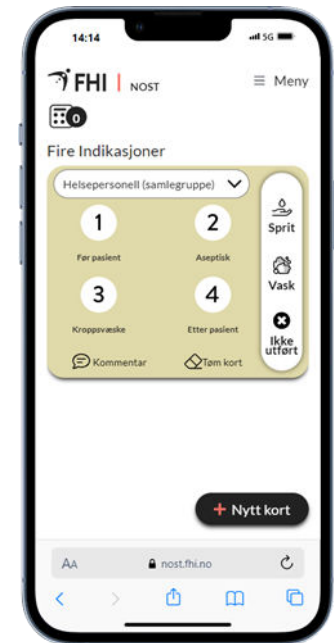 14:14
5G
FHI | NOST
Meny
0
Fire Indikasjoner
Helsepersonell (samlegruppe)
1
Før pasient
2
Aseptisk
3
Kroppsvæske
4
Etter pasient
Kommentar
Tøm kort
Sprit
Vask
Ikke
utført
+ Nytt kort
AA
nost.fhi.no